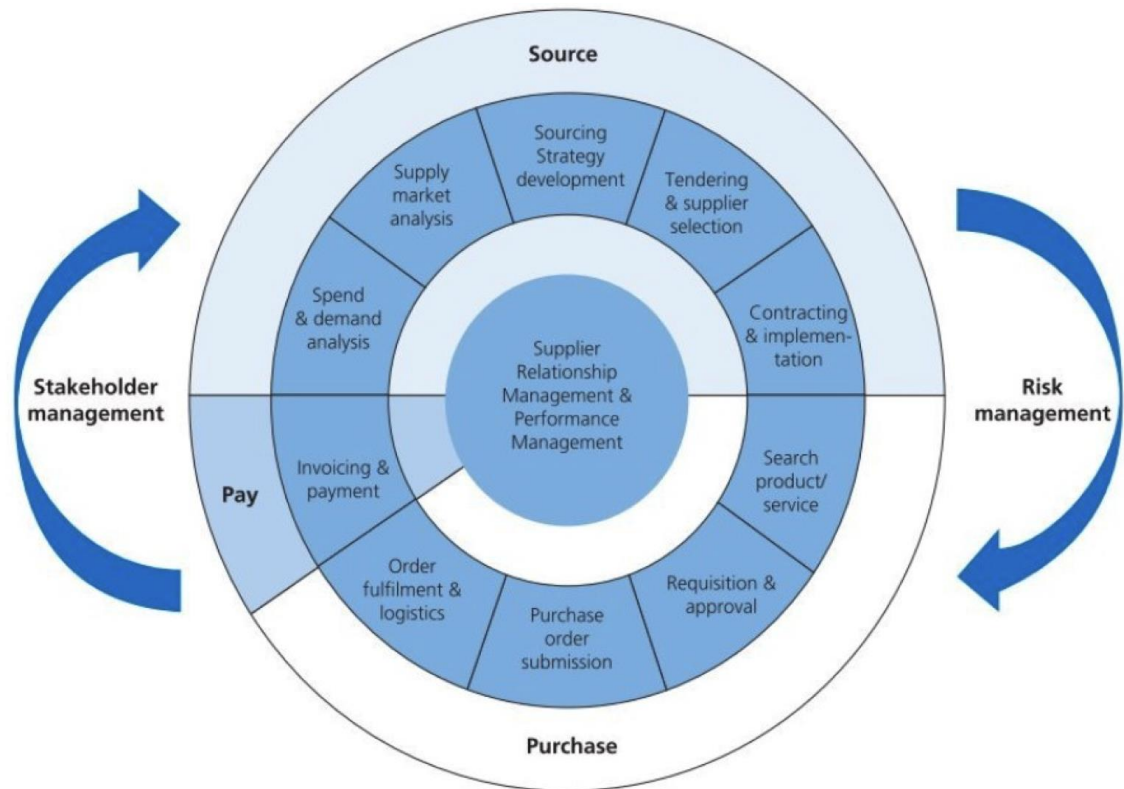 Source
Sourcing
Strategy
development
Supply
market
analysis
Tendering
& supplier
selection
Spend
& demand
analysis
Contracting
& implemen-
tation
Supplier
Relationship
Management &
Performance
Management
Stakeholder
management
Risk
management
Pay
Invoicing &
payment
Search
product/
service
Order
fulfilment &
logistics
Requisition &
approval
Purchase
order
submission
Purchase